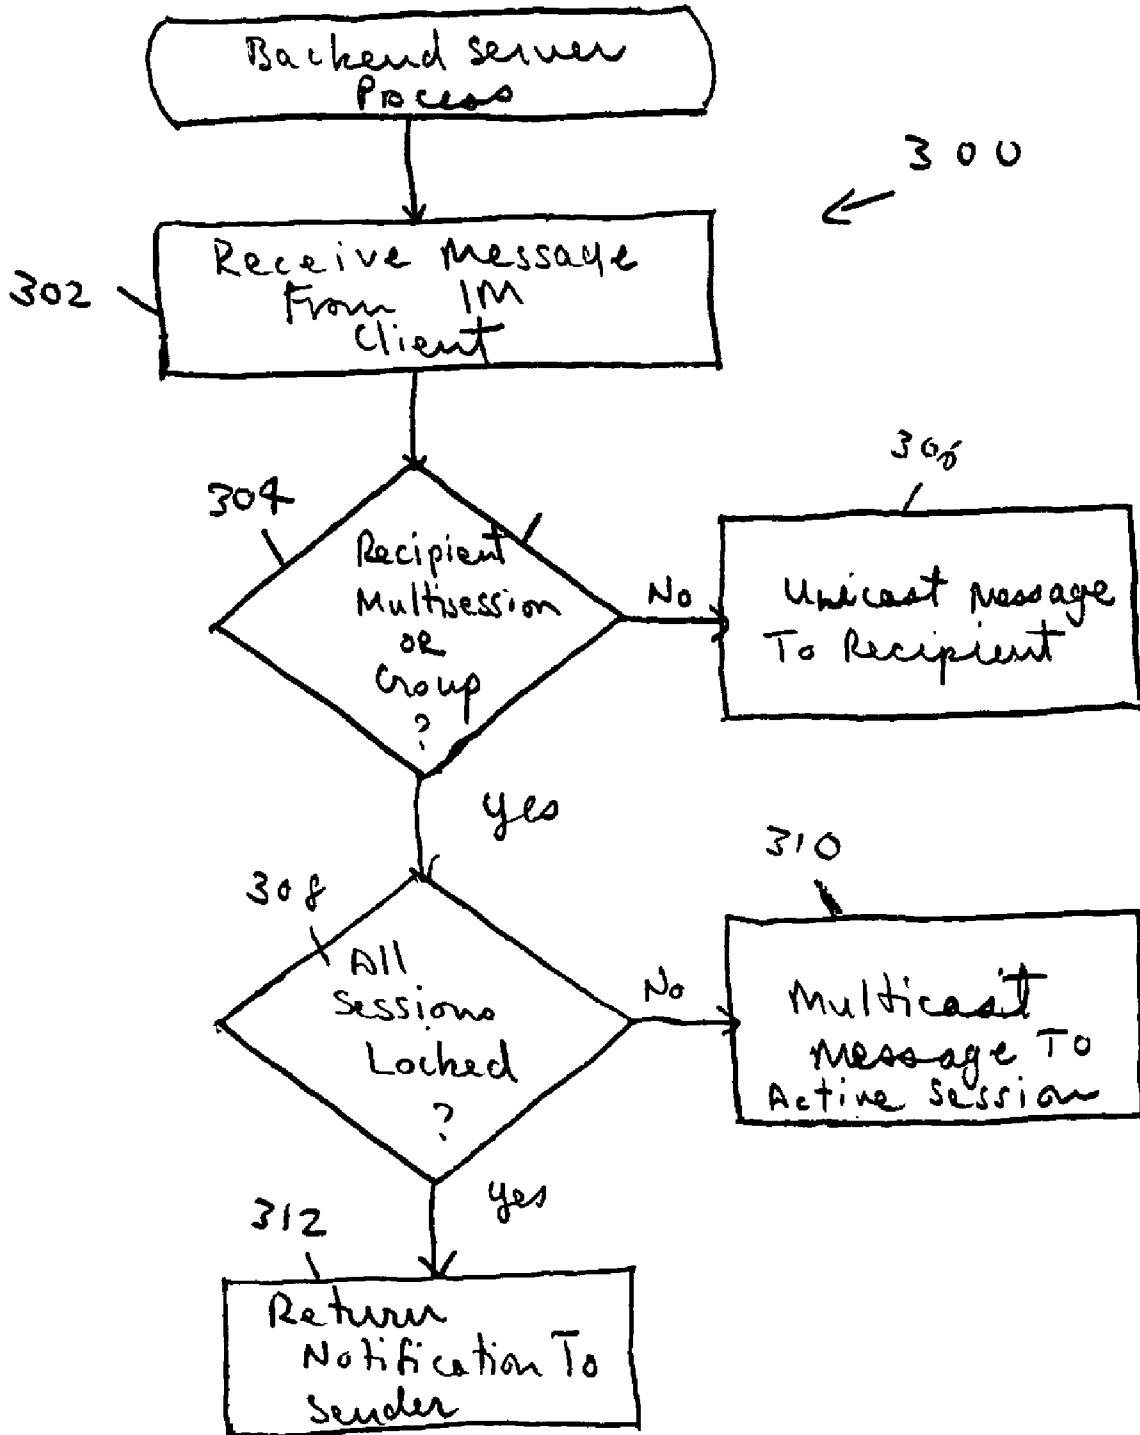 Backend Server
Process
300
302
Receive Message
From IM
Client
304
Recipient
Multisession
OR
Group
?
No
306
Unicast Message
To Recipient
Yes
308
All
Sessions
Locked
?
No
310
Multicast
Message To
Active Session
Yes
312
Return
Notification To
Sender